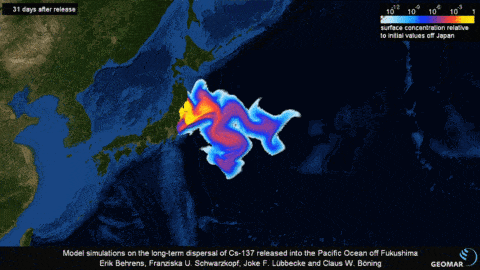 31 days after release
10⁻¹² 10⁻⁹ 10⁻⁶ 10⁻³ 1
surface concentration relative
to initial values off Japan
Model simulations on the long-term dispersal of Cs-137 released into the Pacific Ocean off Fukushima
Erik Behrens, Franziska U. Schwarzkopf, Joke F. Lübbecke and Claus W. Böning
GEOMAR